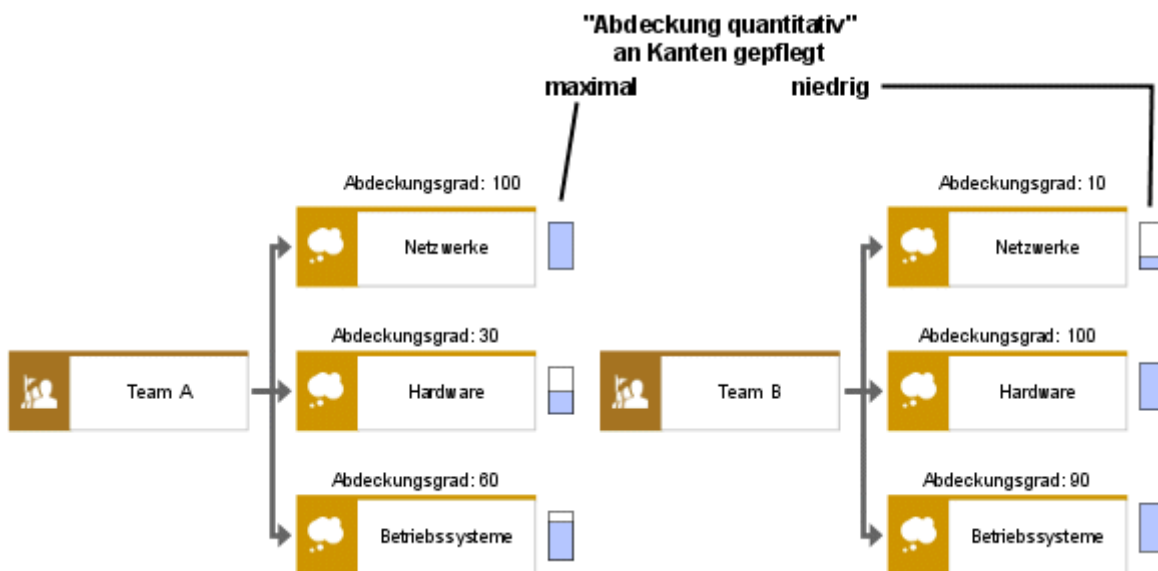 "Abdeckung quantitativ"
an Kanten gepflegt
maximal
niedrig
Abdeckungsgrad: 100
Netzwerke
Abdeckungsgrad: 30
Team A
Hardware
Abdeckungsgrad: 60
Betriebssysteme
Abdeckungsgrad: 10
Netzwerke
Abdeckungsgrad: 100
Team B
Hardware
Abdeckungsgrad: 90
Betriebssysteme